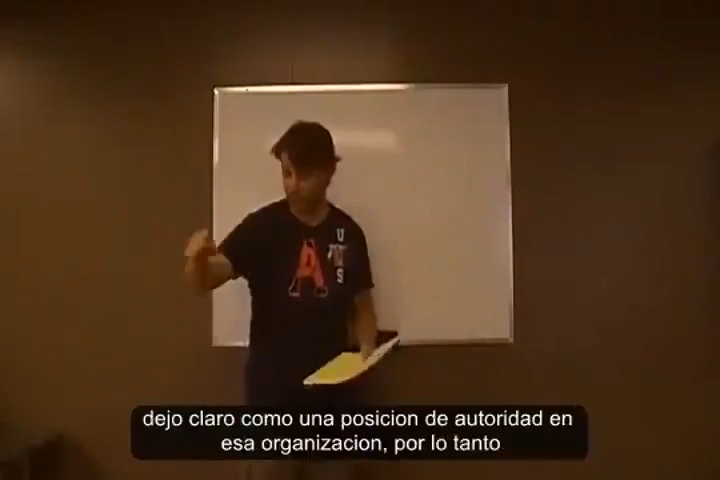 A
U
S
dejo claro como una posicion de autoridad en
esa organizacion, por lo tanto